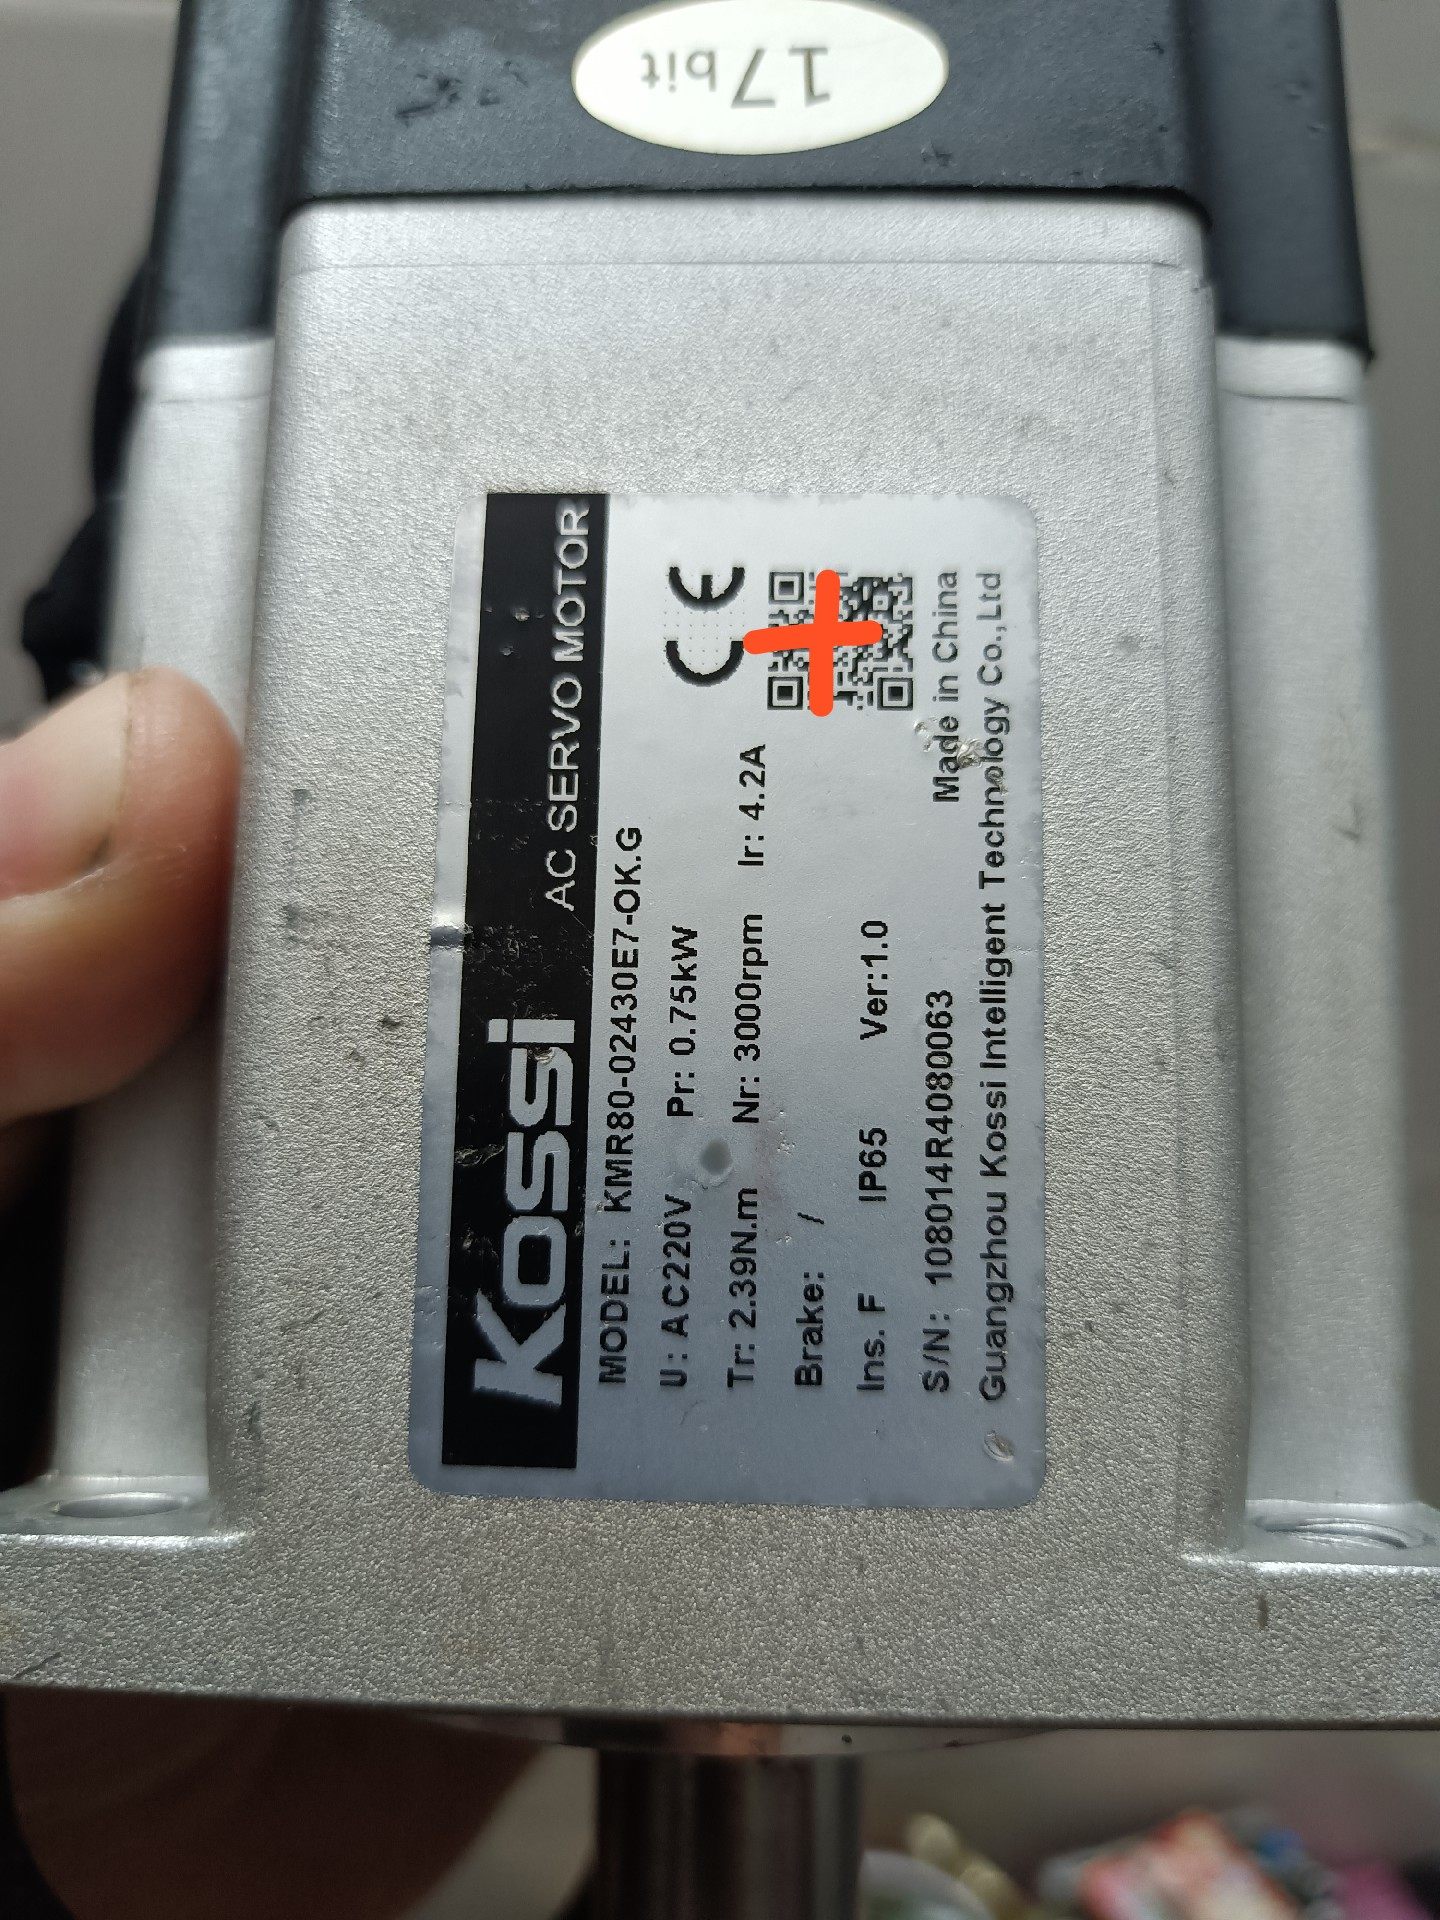 17bit
Kossi AC SERVO MOTOR
MODEL: KMR80-02430E7-OK.G
U: AC220V Pr: 0.75kW
Tr: 2.39N.m Nr: 3000rpm Ir: 4.2A
Brake: /
Ins. F IP65 Ver:1.0
S/N: 108014R4080063 Made in China
Guangzhou Kossi Intelligent Technology Co.,Ltd
CE